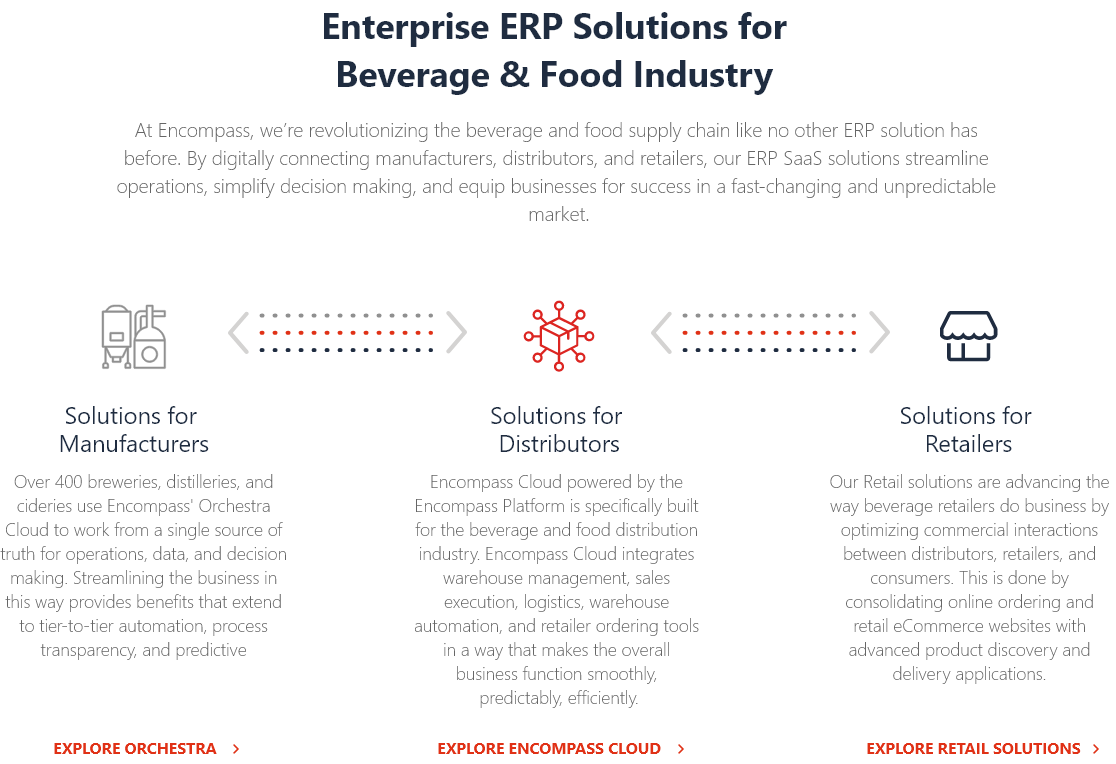 Enterprise ERP Solutions for
Beverage & Food Industry
At Encompass, we’re revolutionizing the beverage and food supply chain like no other ERP solution has
before. By digitally connecting manufacturers, distributors, and retailers, our ERP SaaS solutions streamline
operations, simplify decision making, and equip businesses for success in a fast-changing and unpredictable
market.
Solutions for
Manufacturers
Over 400 breweries, distilleries, and
cideries use Encompass' Orchestra
Cloud to work from a single source of
truth for operations, data, and decision
making. Streamlining the business in
this way provides benefits that extend
to tier-to-tier automation, process
transparency, and predictive
EXPLORE ORCHESTRA
Solutions for
Distributors
Encompass Cloud powered by the
Encompass Platform is specifically built
for the beverage and food distribution
industry. Encompass Cloud integrates
warehouse management, sales
execution, logistics, warehouse
automation, and retailer ordering tools
in a way that makes the overall
business function smoothly,
predictably, efficiently.
EXPLORE ENCOMPASS CLOUD
Solutions for
Retailers
Our Retail solutions are advancing the
way beverage retailers do business by
optimizing commercial interactions
between distributors, retailers, and
consumers. This is done by
consolidating online ordering and
retail eCommerce websites with
advanced product discovery and
delivery applications.
EXPLORE RETAIL SOLUTIONS